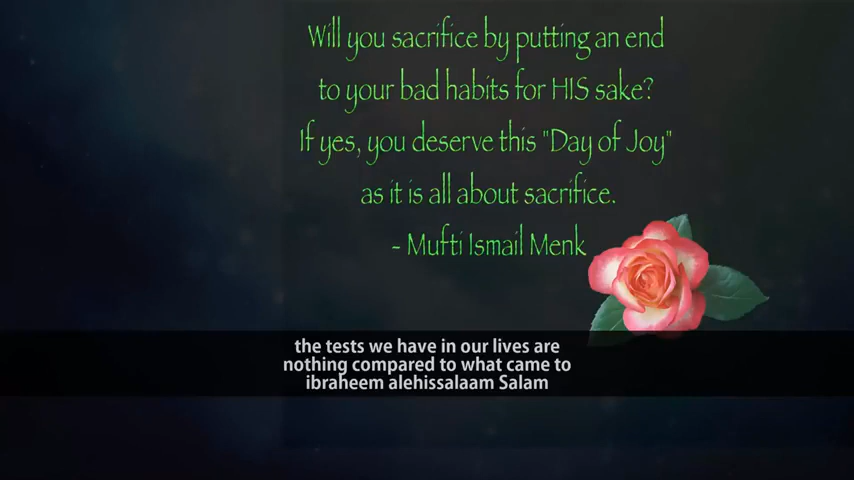 Will you sacrifice by putting an end
to your bad habits for HIS sake?
If yes, you deserve this "Day of Joy"
as it is all about sacrifice.
- Mufti Ismail Menk
the tests we have in our lives are
nothing compared to what came to
ibraheem alehissalaam Salam